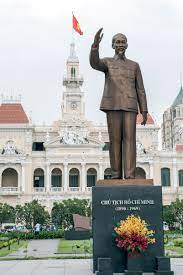 CHỦ TỊCH
HỒ CHÍ MINH
(1890 - 1969)